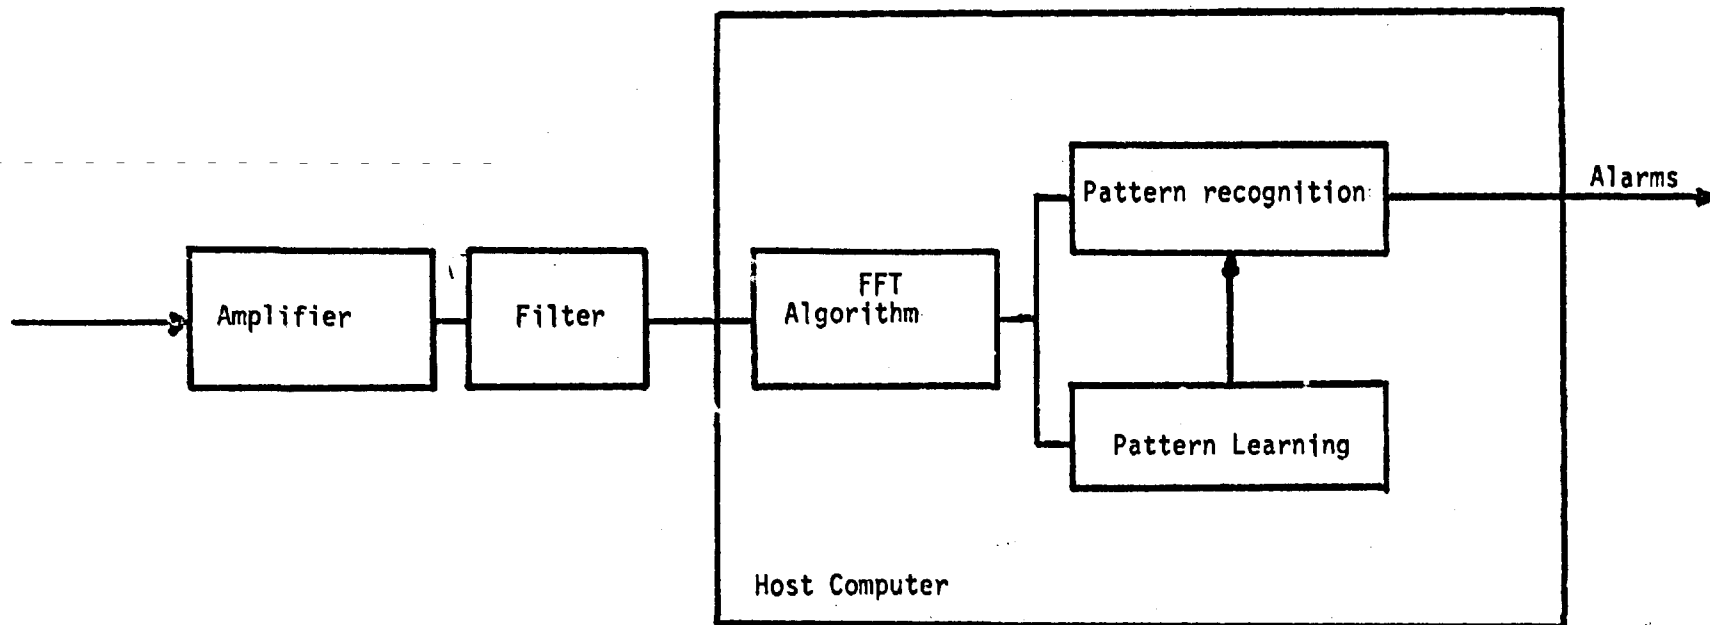 Amplifier
Filter
FFT
Algorithm
Pattern recognition
Pattern Learning
Alarms
Host Computer